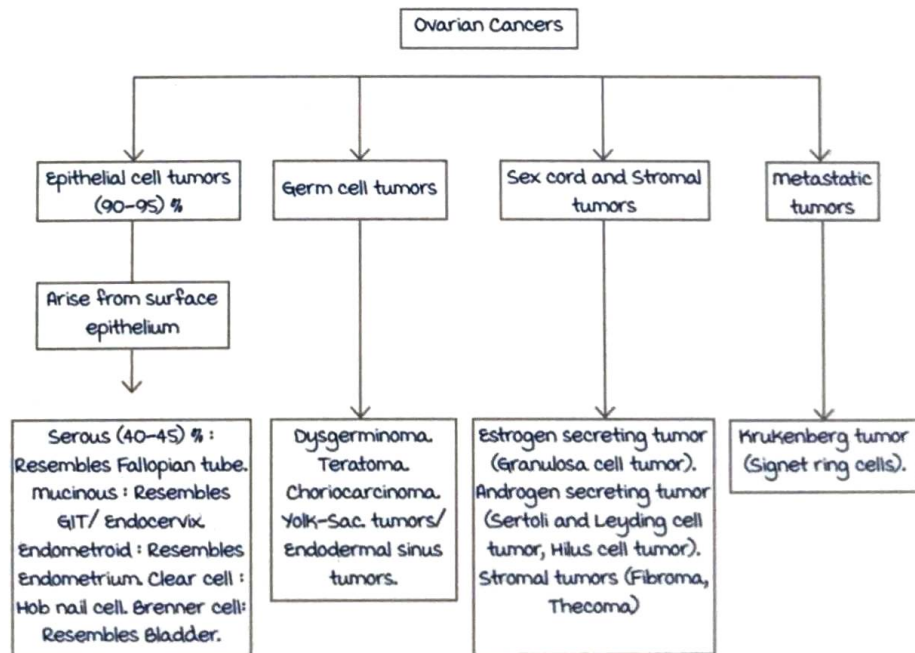 Ovarian Cancers
Epithelial cell tumors
(90-95) %
Germ cell tumors
Sex cord and Stromal
tumors
metastatic
tumors
Arise from surface
epithelium
Serous (40-45) % :
Resembles Fallopian tube.
mucinous : Resembles
GIT/ Endocervix.
Endometroid : Resembles
Endometrium. Clear cell :
Hob nail cell. Brenner cell:
Resembles Bladder.
Dysgerminoma.
Teratoma.
Choriocarcinoma.
Yolk-Sac. tumors/
Endodermal sinus
tumors.
Estrogen secreting tumor
(Granulosa cell tumor).
Androgen secreting tumor
(Sertoli and Leyding cell
tumor, Hilus cell tumor).
Stromal tumors (Fibroma,
Thecoma)
Krukenberg tumor
(Signet ring cells).